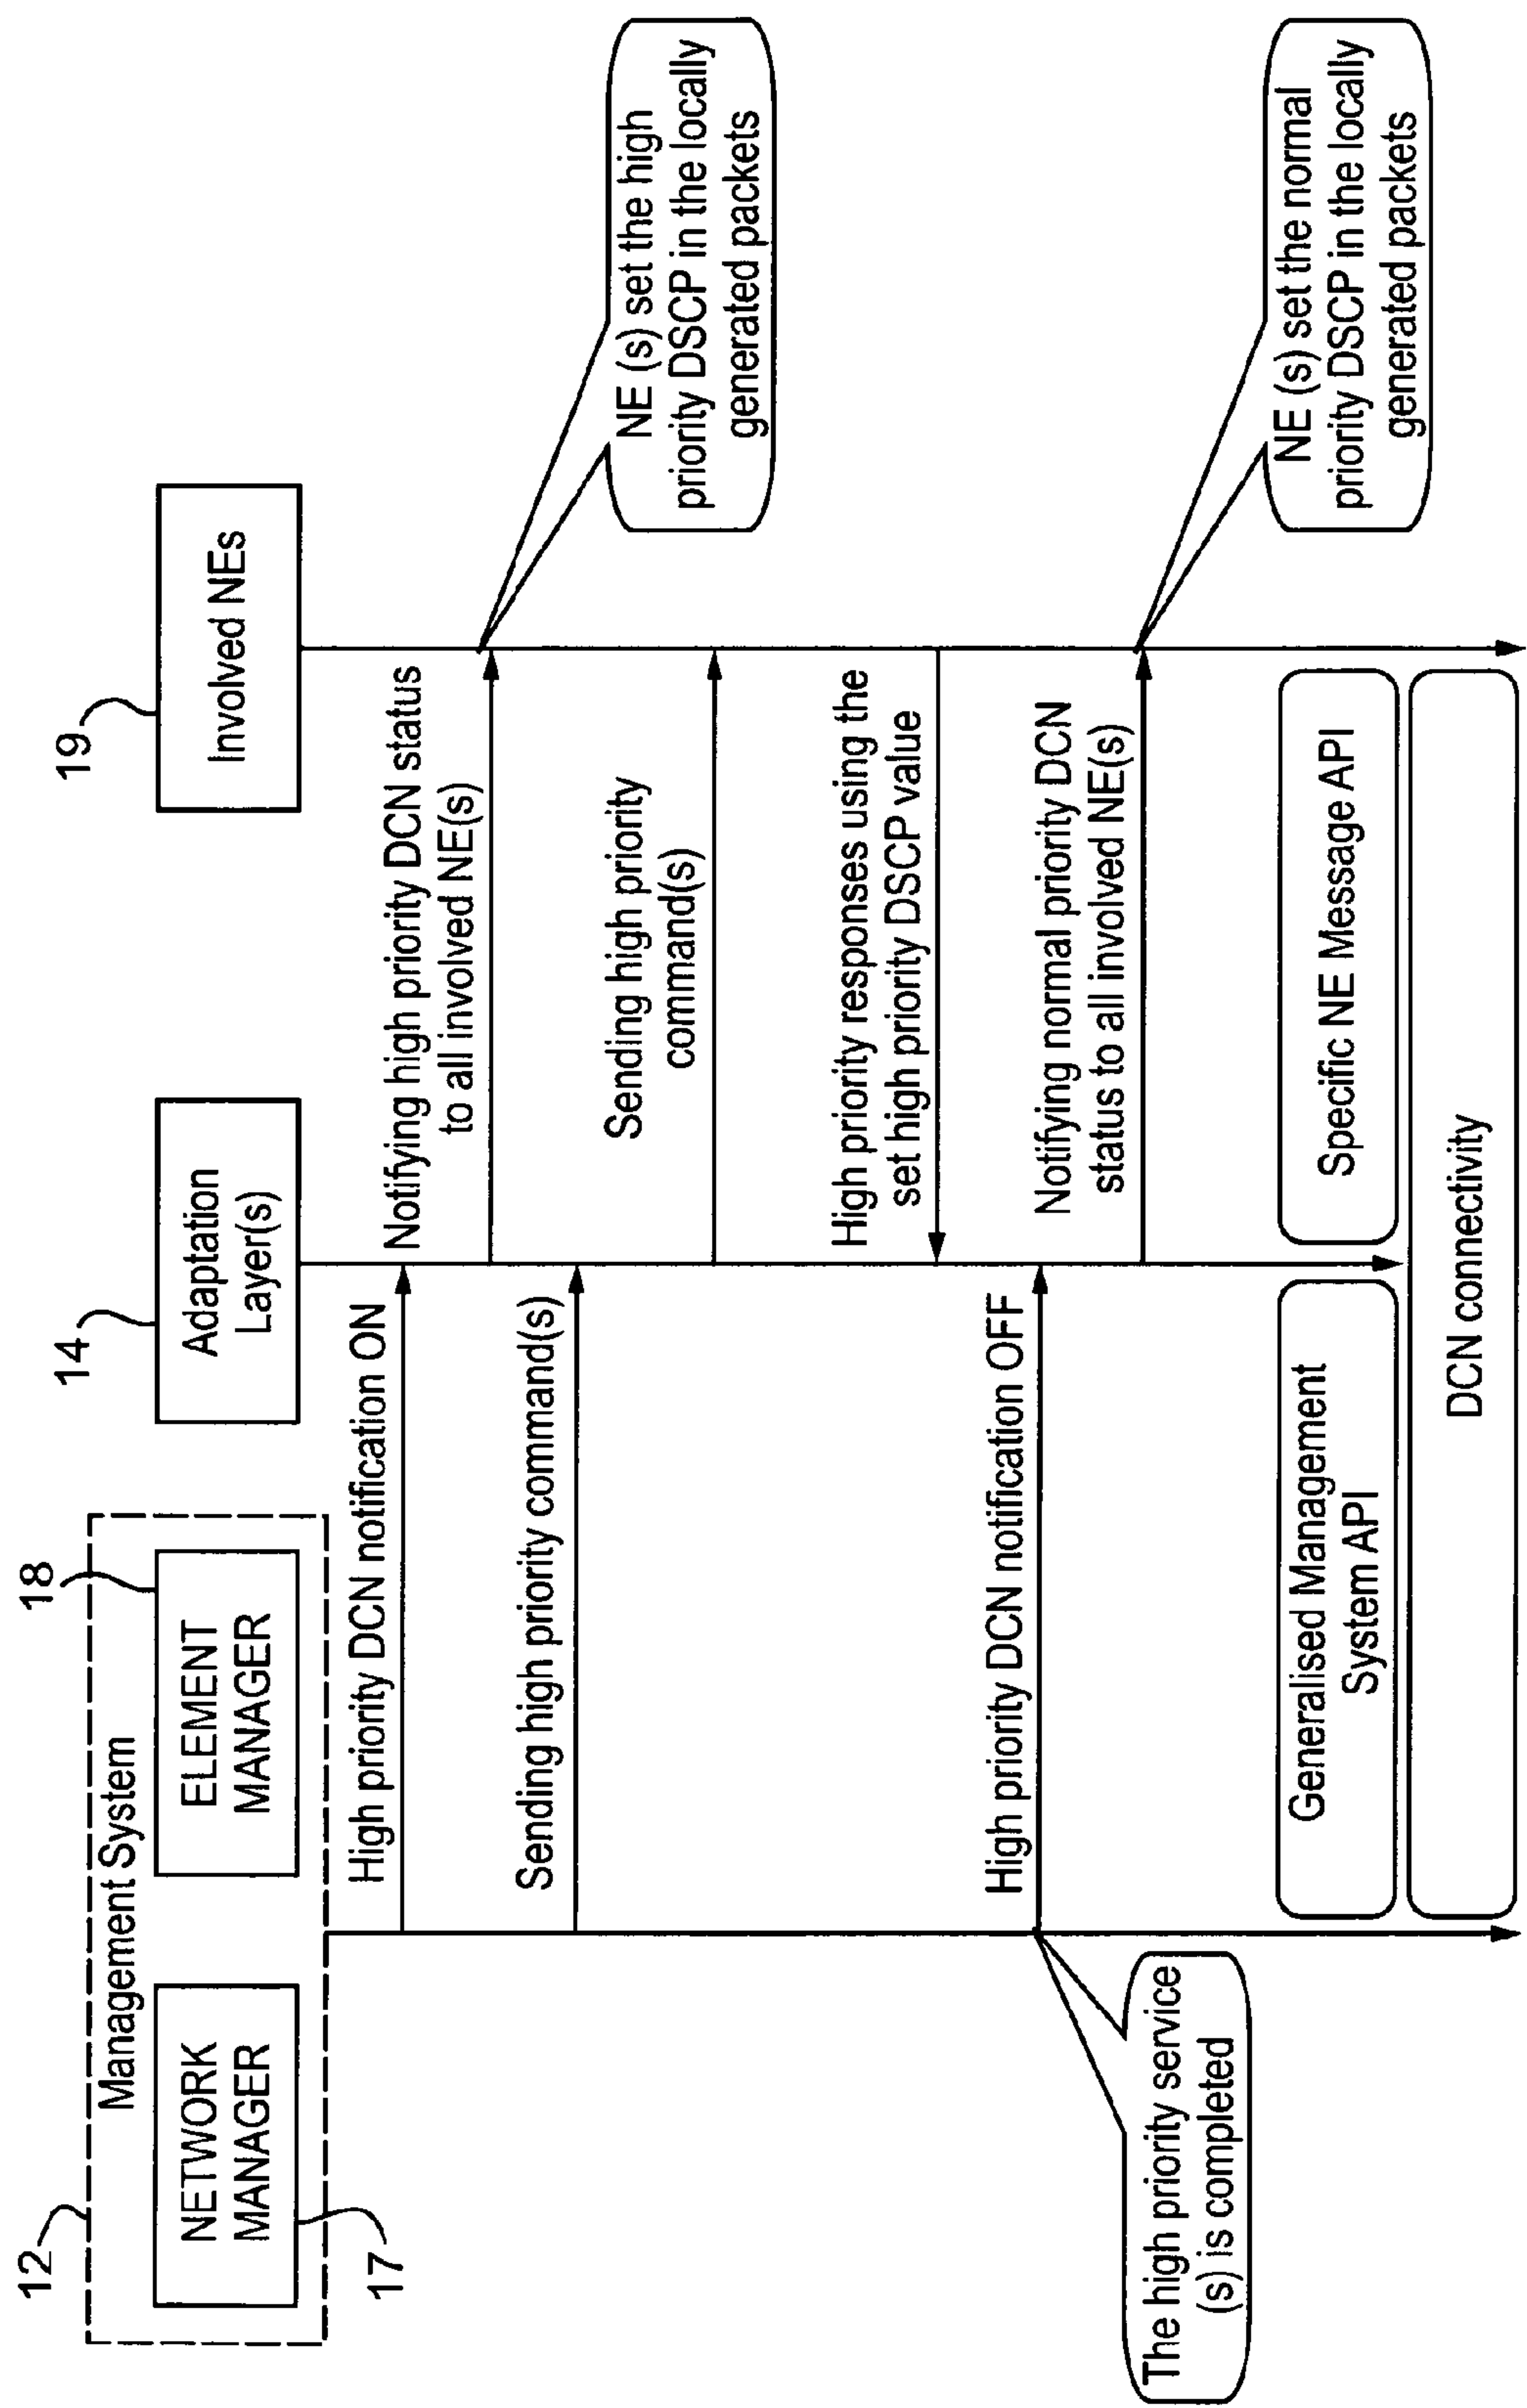 12
Management System
NETWORK
MANAGER
17
ELEMENT
MANAGER
18
14
Adaptation
Layer(s)
19
Involved NEs
High priority DCN notification ON
Notifying high priority DCN status
to all involved NE(s)
NE (s) set the high
priority DSCP in the locally
generated packets
Sending high priority command(s)
Sending high priority
command(s)
High priority responses using the
set high priority DSCP value
High priority DCN notification OFF
The high priority service
(s) is completed
Notifying normal priority DCN
status to all involved NE(s)
NE (s) set the normal
priority DSCP in the locally
generated packets
Generalised Management
System API
Specific NE Message API
DCN connectivity